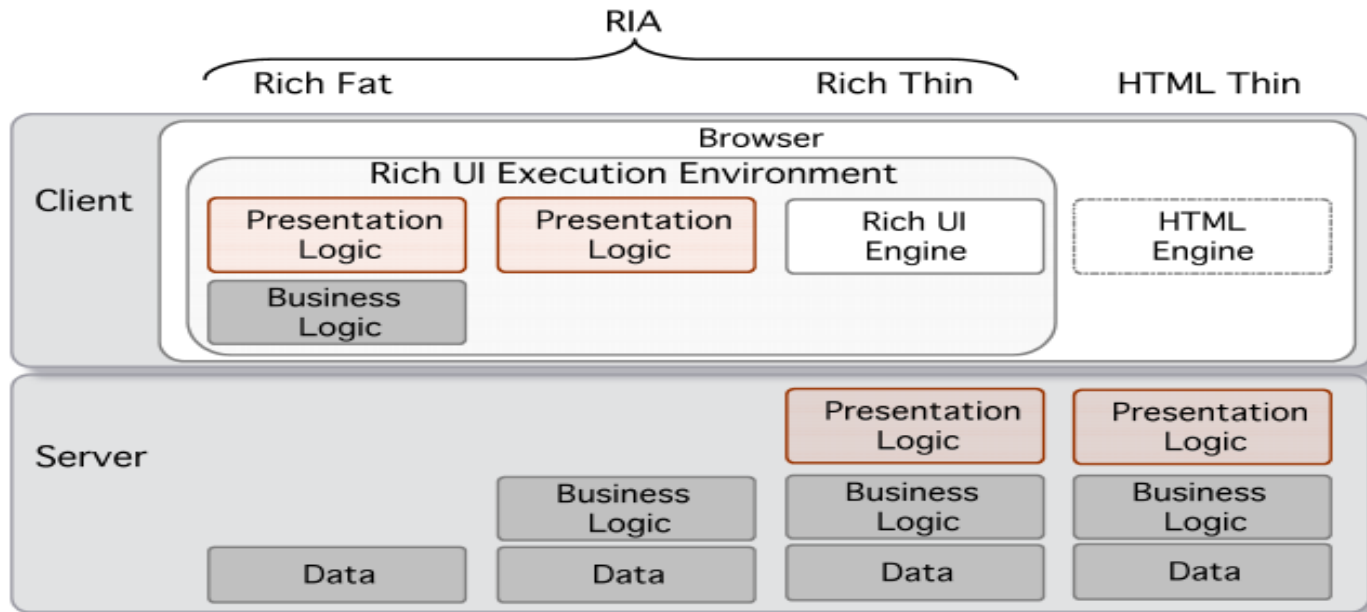 RIA
Rich Fat
Rich Thin
HTML Thin
Browser
Rich UI Execution Environment
Client
Presentation
Logic
Presentation
Logic
Rich UI
Engine
HTML
Engine
Business
Logic
Server
Presentation
Logic
Presentation
Logic
Business
Logic
Business
Logic
Business
Logic
Data
Data
Data
Data